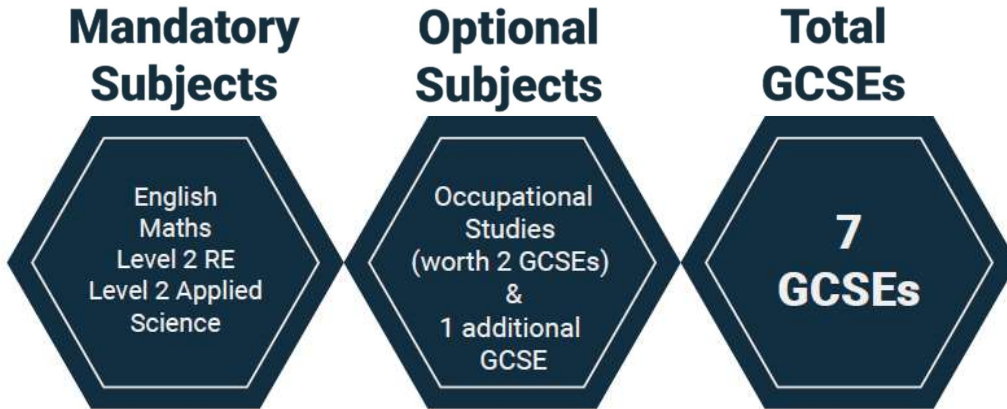 Mandatory
Subjects
English
Maths
Level 2 RE
Level 2 Applied
Science
Optional
Subjects
Occupational
Studies
(worth 2 GCSEs)
&
1 additional
GCSE
Total
GCSEs
7
GCSEs